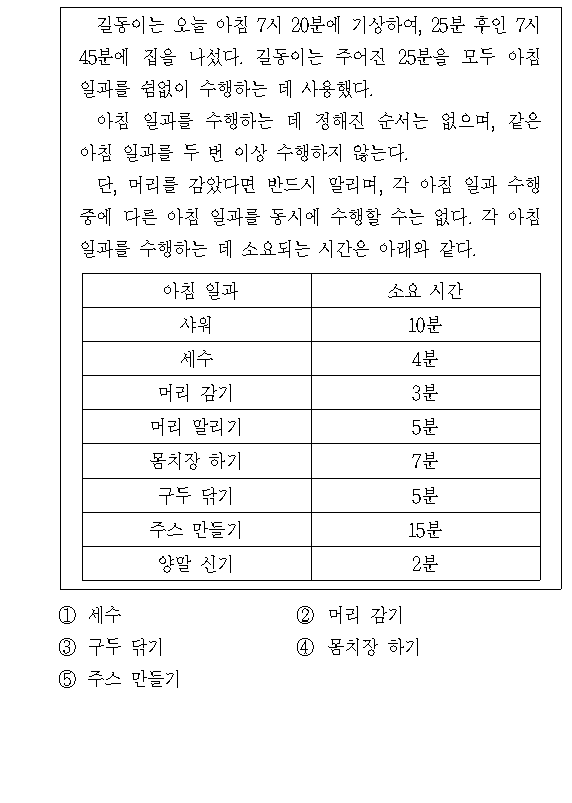 길동이는 오늘 아침 7시 20분에 기상하여, 25분 후인 7시
45분에 집을 나섰다. 길동이는 주어진 25분을 모두 아침
일과를 쉼없이 수행하는 데 사용했다.
아침 일과를 수행하는 데 정해진 순서는 없으며, 같은
아침 일과를 두 번 이상 수행하지 않는다.
단, 머리를 감았다면 반드시 말리며, 각 아침 일과 수행
중에 다른 아침 일과를 동시에 수행할 수는 없다. 각 아침
일과를 수행하는 데 소요되는 시간은 아래와 같다.
아침 일과 소요 시간
샤워 10분
세수 4분
머리 감기 3분
머리 말리기 5분
몸치장 하기 7분
구두 닦기 5분
주스 만들기 15분
양말 신기 2분
① 세수 ② 머리 감기
③ 구두 닦기 ④ 몸치장 하기
⑤ 주스 만들기